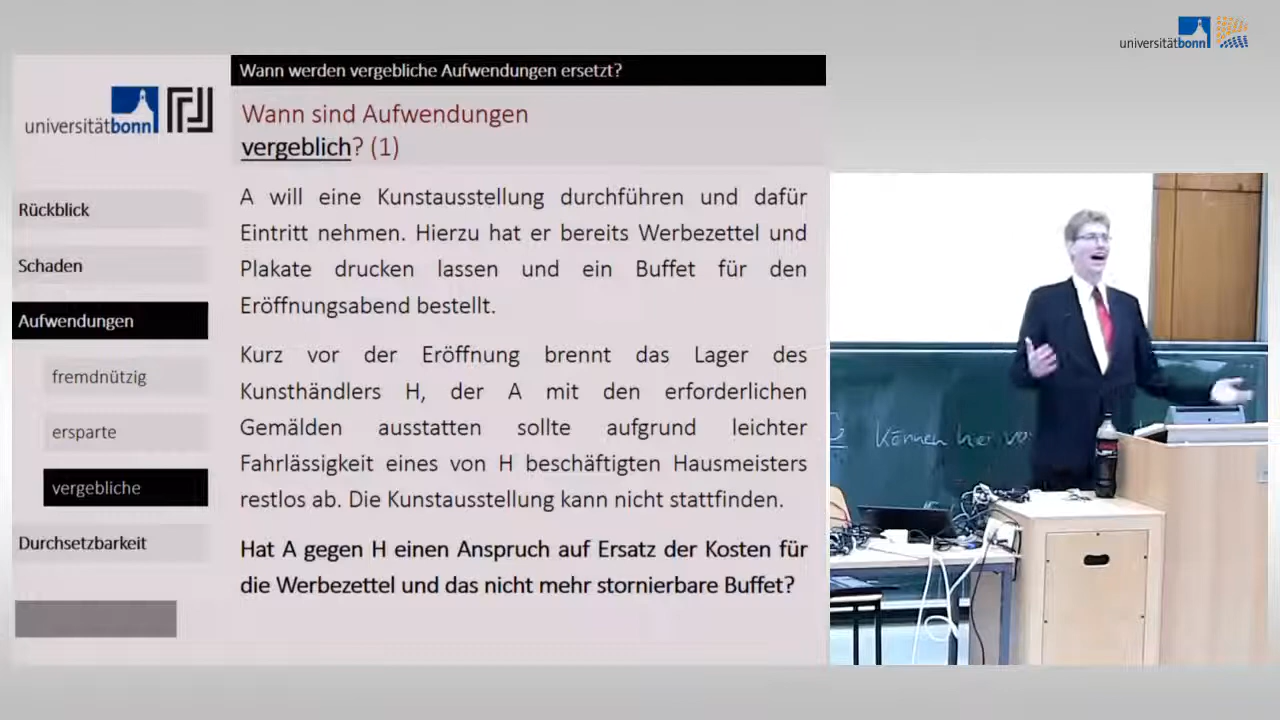 universitätbonn
Wann werden vergebliche Aufwendungen ersetzt?
universitätbonn
Wann sind Aufwendungen
vergeblich? (1)
Rückblick
Schaden
Aufwendungen
fremdnützig
ersparte
vergebliche
Durchsetzbarkeit
A will eine Kunstausstellung durchführen und dafür
Eintritt nehmen. Hierzu hat er bereits Werbezettel und
Plakate drucken lassen und ein Buffet für den
Eröffnungsabend bestellt.
Kurz vor der Eröffnung brennt das Lager des
Kunsthändlers H, der A mit den erforderlichen
Gemälden ausstatten sollte aufgrund leichter
Fahrlässigkeit eines von H beschäftigten Hausmeisters
restlos ab. Die Kunstausstellung kann nicht stattfinden.
Hat A gegen H einen Anspruch auf Ersatz der Kosten für
die Werbezettel und das nicht mehr stornierbare Buffet?
Können